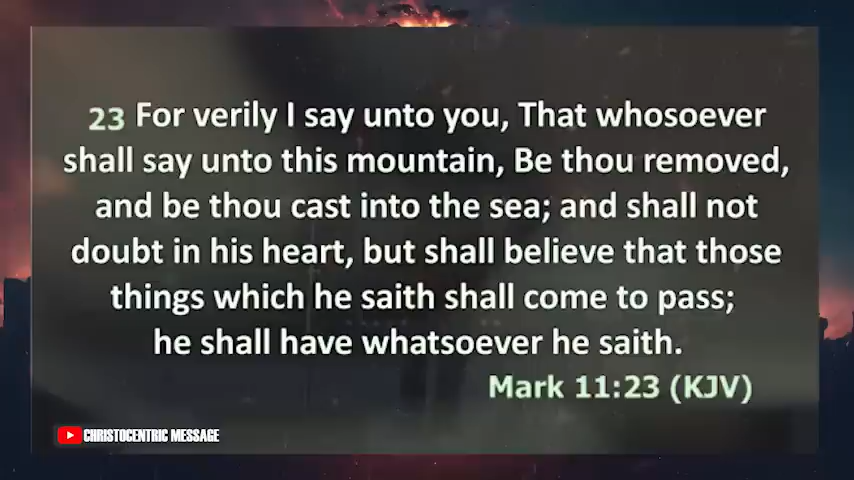 23 For verily I say unto you, That whosoever
shall say unto this mountain, Be thou removed,
and be thou cast into the sea; and shall not
doubt in his heart, but shall believe that those
things which he saith shall come to pass;
he shall have whatsoever he saith.
Mark 11:23 (KJV)
CHRISTOCENTRIC MESSAGE